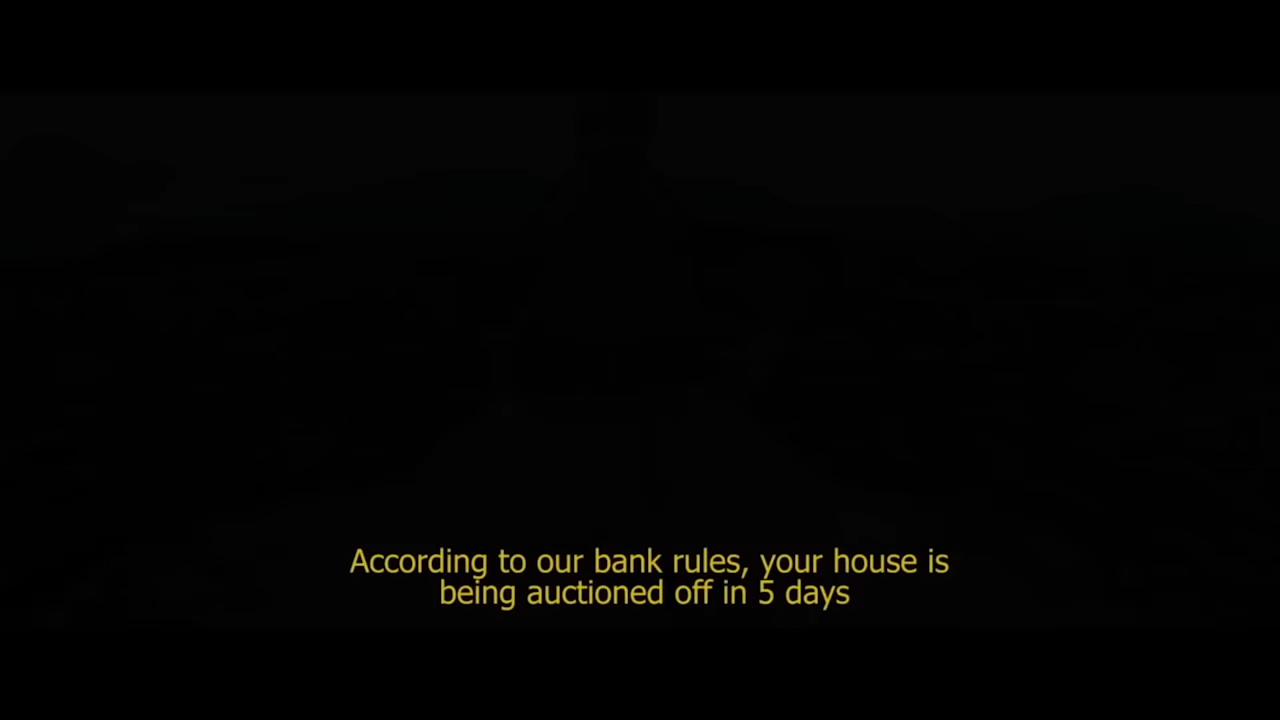 According to our bank rules, your house is
being auctioned off in 5 days